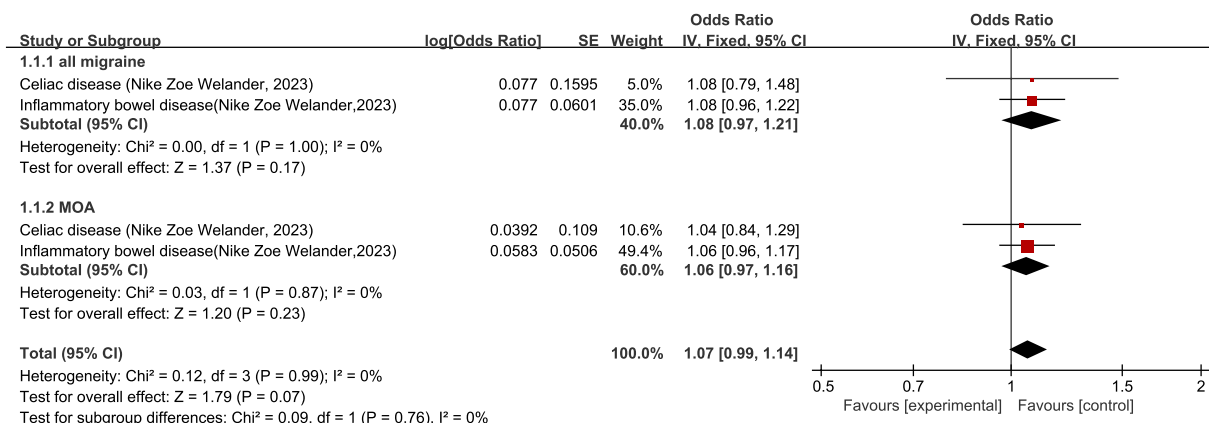 Odds Ratio Odds Ratio
Study or Subgroup log[Odds Ratio] SE Weight IV, Fixed, 95% CI IV, Fixed, 95% CI
1.1.1 all migraine
Celiac disease (Nike Zoe Welander, 2023) 0.077 0.1595 5.0% 1.08 [0.79, 1.48]
Inflammatory bowel disease(Nike Zoe Welander,2023) 0.077 0.0601 35.0% 1.08 [0.96, 1.22]
Subtotal (95% CI) 40.0% 1.08 [0.97, 1.21]
Heterogeneity: Chi² = 0.00, df = 1 (P = 1.00); I² = 0%
Test for overall effect: Z = 1.37 (P = 0.17)
1.1.2 MOA
Celiac disease (Nike Zoe Welander, 2023) 0.0392 0.109 10.6% 1.04 [0.84, 1.29]
Inflammatory bowel disease(Nike Zoe Welander,2023) 0.0583 0.0506 49.4% 1.06 [0.96, 1.17]
Subtotal (95% CI) 60.0% 1.06 [0.97, 1.16]
Heterogeneity: Chi² = 0.03, df = 1 (P = 0.87); I² = 0%
Test for overall effect: Z = 1.20 (P = 0.23)
Total (95% CI) 100.0% 1.07 [0.99, 1.14]
Heterogeneity: Chi² = 0.12, df = 3 (P = 0.99); I² = 0%
0.5 0.7 1 1.5 2
Test for overall effect: Z = 1.79 (P = 0.07)
Favours [experimental] Favours [control]
Test for subgroup differences: Chi² = 0.09, df = 1 (P = 0.76), I² = 0%